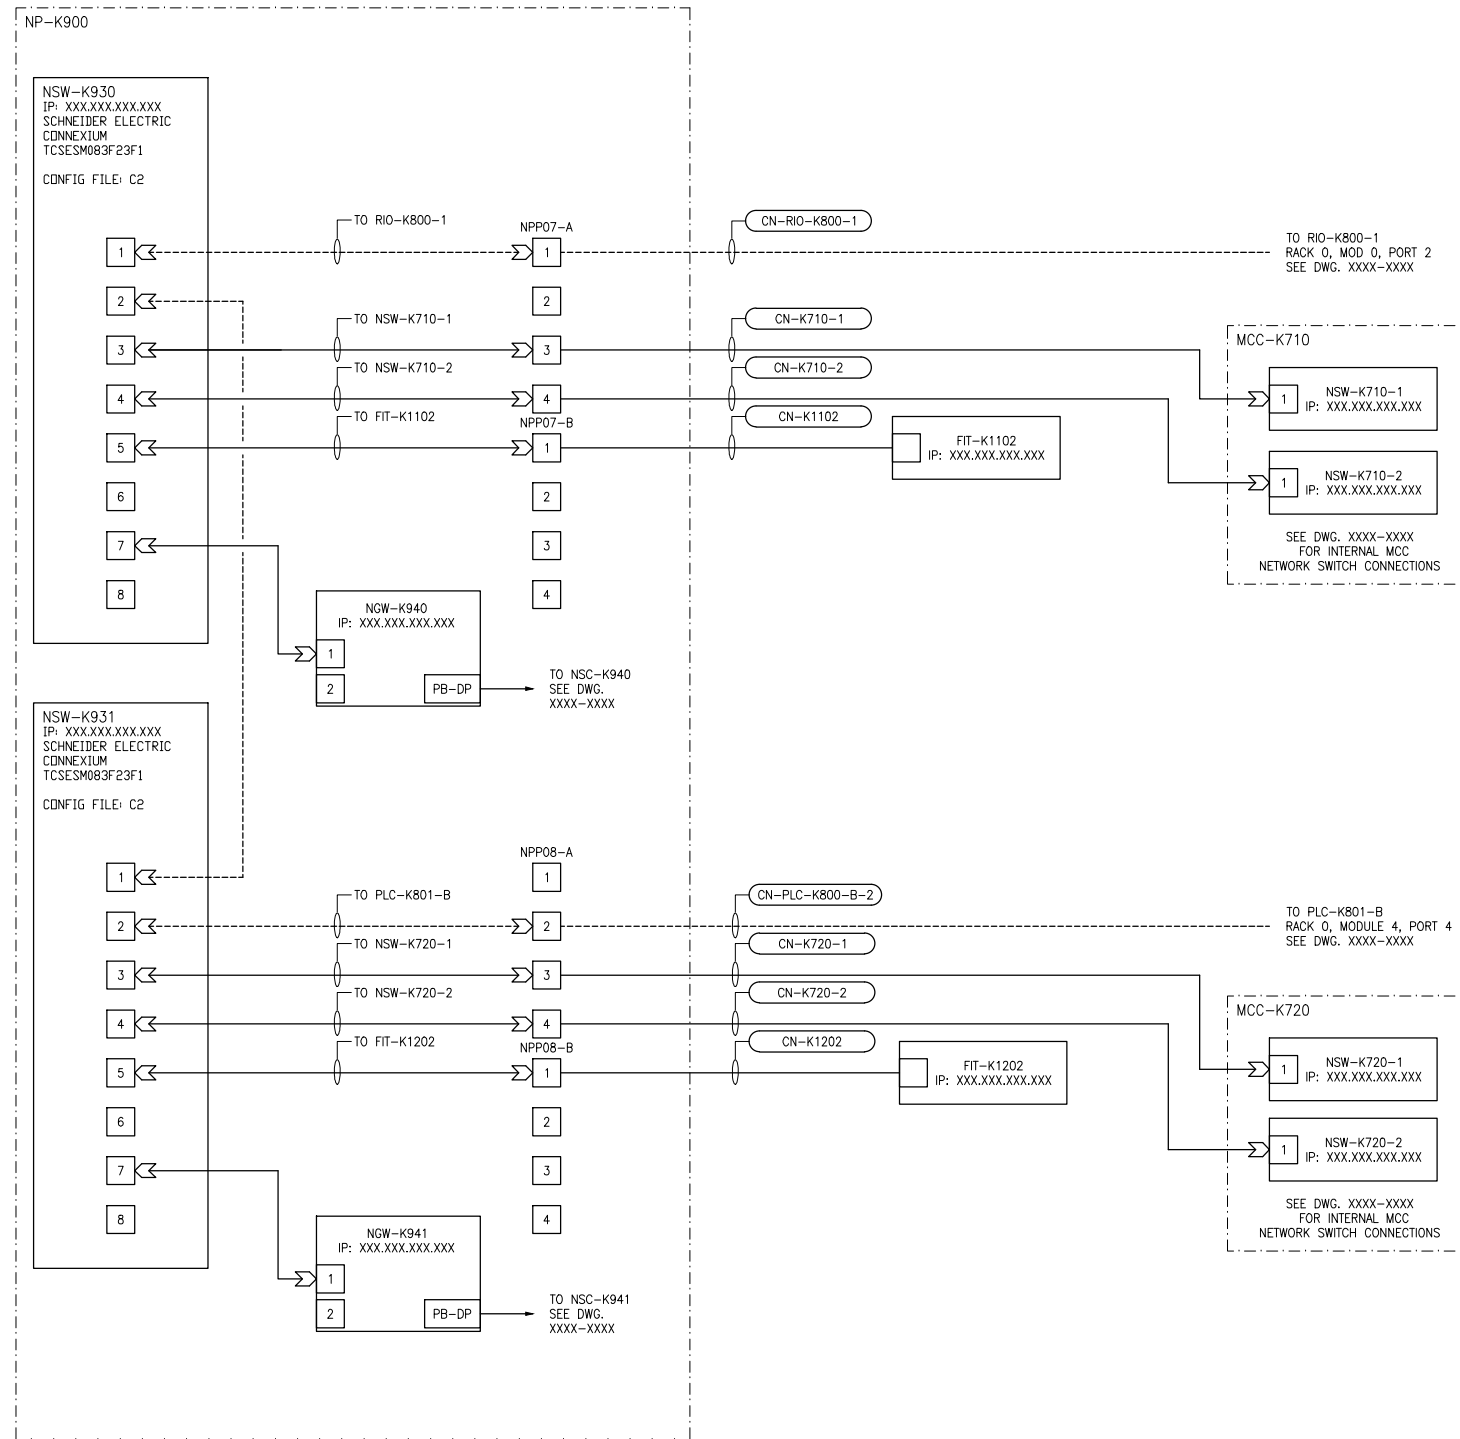 NP-K900
NSW-K930
IP: XXX.XXX.XXX.XXX
SCHNEIDER ELECTRIC
CONNEXIUM
TCSESM083F23F1
CONFIG FILE: C2
TO RIO-K800-1
NPP07-A
CN-RIO-K800-1
1
1
TO RIO-K800-1
RACK 0, MOD 0, PORT 2
SEE DWG. XXXX-XXXX
2
2
TO NSW-K710-1
CN-K710-1
3
3
MCC-K710
TO NSW-K710-2
CN-K710-2
4
4
1
NSW-K710-1
IP: XXX.XXX.XXX.XXX
TO FIT-K1102
NPP07-B
CN-K1102
5
1
FIT-K1102
IP: XXX.XXX.XXX.XXX
1
NSW-K710-2
IP: XXX.XXX.XXX.XXX
6
2
SEE DWG. XXXX-XXXX
FOR INTERNAL MCC
NETWORK SWITCH CONNECTIONS
7
3
8
4
NGW-K940
IP: XXX.XXX.XXX.XXX
1
2
PB-DP
TO NSC-K940
SEE DWG.
XXXX-XXXX
NSW-K931
IP: XXX.XXX.XXX.XXX
SCHNEIDER ELECTRIC
CONNEXIUM
TCSESM083F23F1
CONFIG FILE: C2
NPP08-A
1
1
TO PLC-K801-B
CN-PLC-K800-B-2
2
2
TO PLC-K801-B
RACK 0, MODULE 4, PORT 4
SEE DWG. XXXX-XXXX
TO NSW-K720-1
CN-K720-1
3
3
TO NSW-K720-2
CN-K720-2
4
4
MCC-K720
TO FIT-K1202
NPP08-B
CN-K1202
5
1
FIT-K1202
IP: XXX.XXX.XXX.XXX
1
NSW-K720-1
IP: XXX.XXX.XXX.XXX
6
2
1
NSW-K720-2
IP: XXX.XXX.XXX.XXX
7
3
8
4
SEE DWG. XXXX-XXXX
FOR INTERNAL MCC
NETWORK SWITCH CONNECTIONS
NGW-K941
IP: XXX.XXX.XXX.XXX
1
2
PB-DP
TO NSC-K941
SEE DWG.
XXXX-XXXX